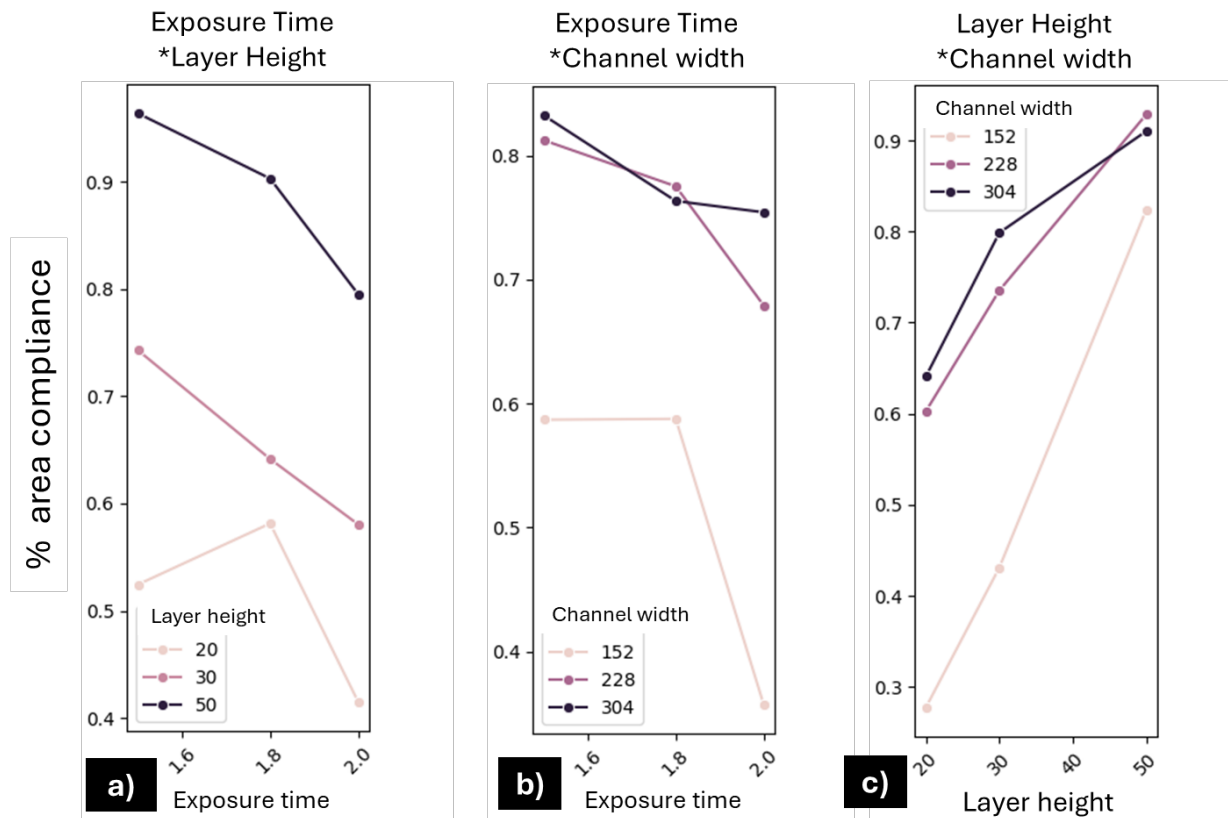 Exposure Time
*Layer Height
Exposure Time
*Channel width
Layer Height
*Channel width
% area compliance
0.9
0.8
0.7
0.6
0.5
0.4
Layer height
20
30
50
1.6
1.8
2.0
a)
Exposure time
0.8
0.7
0.6
0.5
0.4
Channel width
152
228
304
1.6
1.8
2.0
b)
Exposure time
Channel width
152
228
304
0.9
0.8
0.7
0.6
0.5
0.4
0.3
20
30
40
50
c)
Layer height